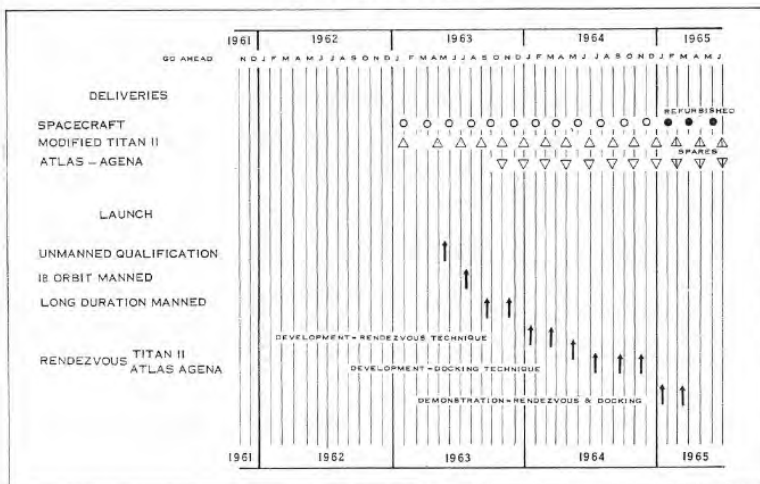 1961 1962 1963 1964 1965
GO AHEAD N D J F M A M J J A S O N D J F M A M J J A S O N D J F M A M J J A S O N D J F M A M J
DELIVERIES
REFURBISHED
SPACECRAFT
MODIFIED TITAN II
SPARES
ATLAS - AGENA
LAUNCH
UNMANNED QUALIFICATION
18 ORBIT MANNED
LONG DURATION MANNED
DEVELOPMENT-RENDEZVOUS TECHNIQUE
RENDEZVOUS TITAN II
ATLAS AGENA
DEVELOPMENT-DOCKING TECHNIQUE
DEMONSTRATION-RENDEZVOUS & DOCKING
1961 1962 1963 1964 1965